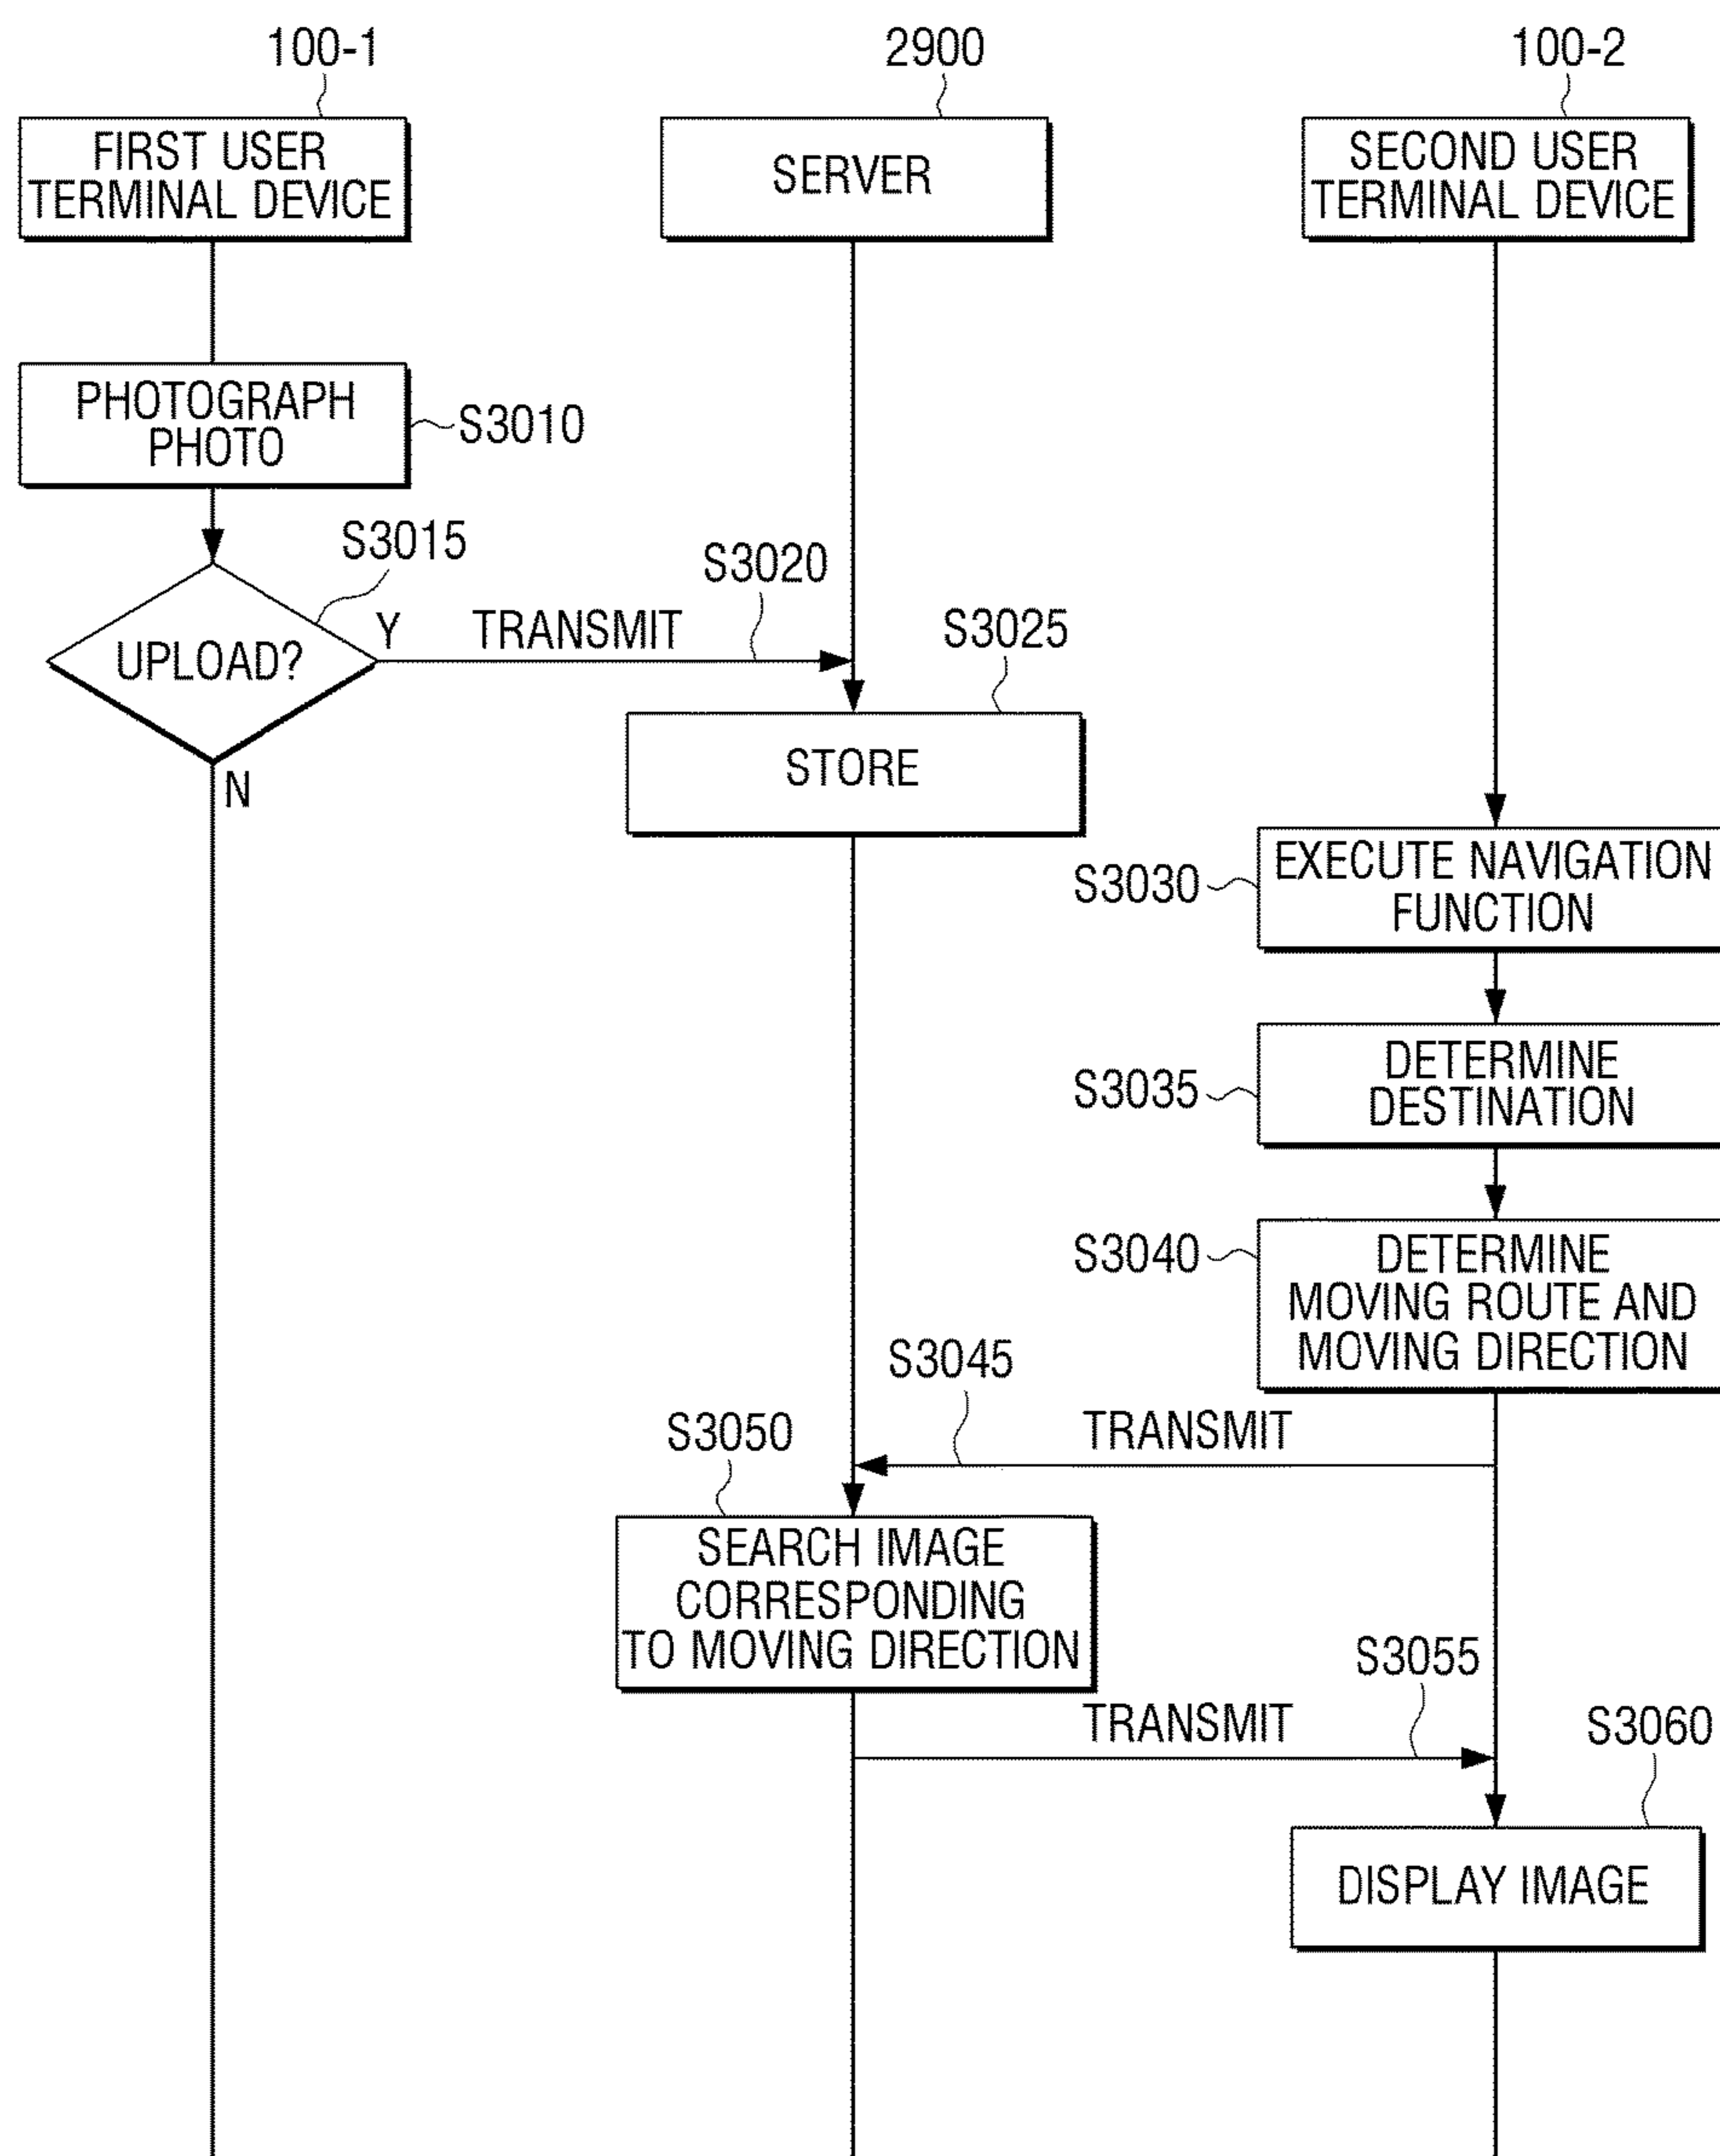 100-1
2900
100-2
FIRST USER
TERMINAL DEVICE
SERVER
SECOND USER
TERMINAL DEVICE
PHOTOGRAPH
PHOTO
S3010
S3015
UPLOAD?
Y
N
TRANSMIT
S3020
S3025
STORE
S3030
EXECUTE NAVIGATION
FUNCTION
S3035
DETERMINE
DESTINATION
S3040
DETERMINE
MOVING ROUTE AND
MOVING DIRECTION
S3045
TRANSMIT
S3050
SEARCH IMAGE
CORRESPONDING
TO MOVING DIRECTION
S3055
TRANSMIT
S3060
DISPLAY IMAGE